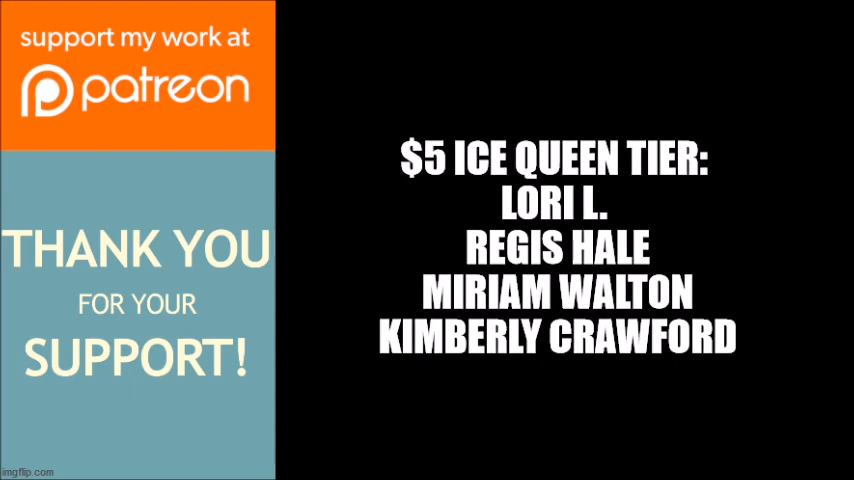 support my work at
patreon
THANK YOU
FOR YOUR
SUPPORT!
$5 ICE QUEEN TIER:
LORI L.
REGIS HALE
MIRIAM WALTON
KIMBERLY CRAWFORD
imgflip.com